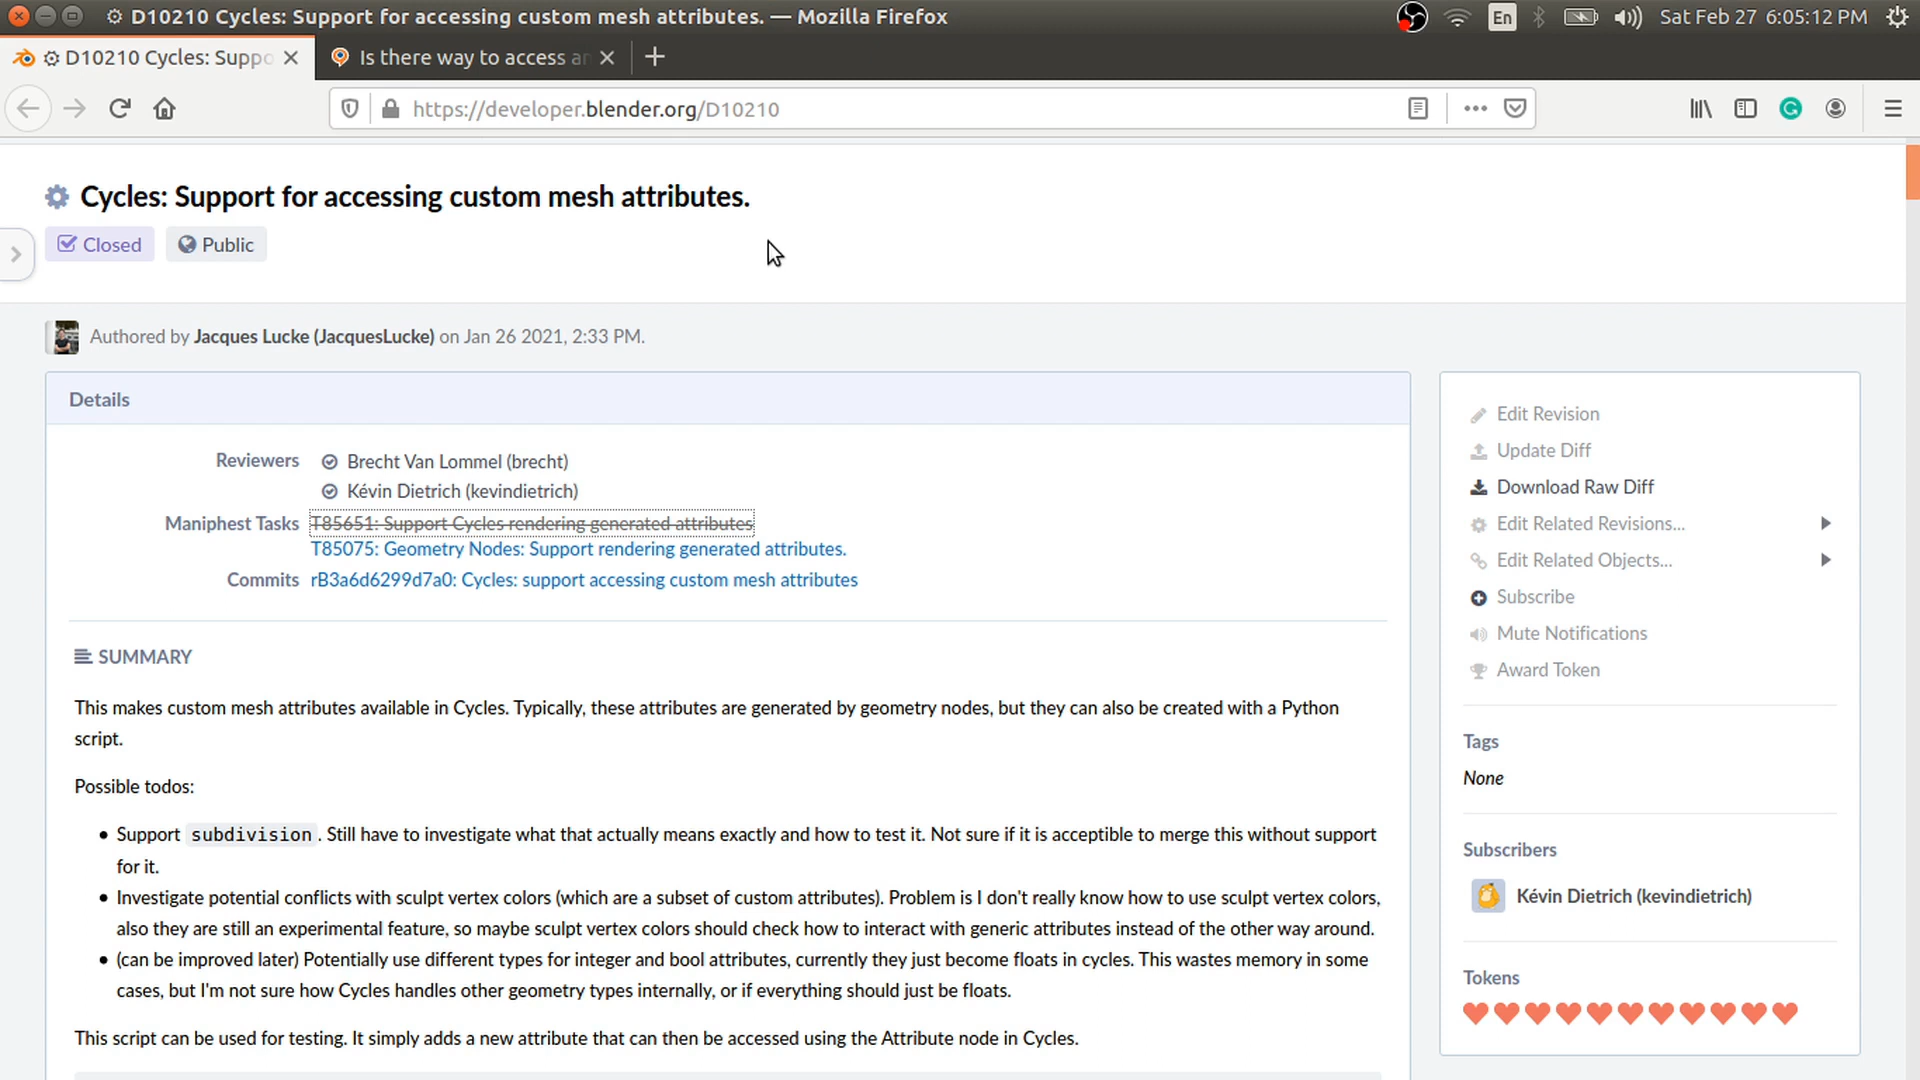 D10210 Cycles: Support for accessing custom mesh attributes. — Mozilla Firefox
En
Sat Feb 27 6:05:12 PM
D10210 Cycles: Suppo
Is there way to access an
https://developer.blender.org/D10210
Cycles: Support for accessing custom mesh attributes.
Closed
Public
Authored by Jacques Lucke (JacquesLucke) on Jan 26 2021, 2:33 PM.
Details
Reviewers
Brecht Van Lommel (brecht)
Kévin Dietrich (kevindietrich)
Maniphest Tasks
T85651: Support Cycles rendering generated attributes
T85075: Geometry Nodes: Support rendering generated attributes.
Commits
rB3a6d6299d7a0: Cycles: support accessing custom mesh attributes
SUMMARY
This makes custom mesh attributes available in Cycles. Typically, these attributes are generated by geometry nodes, but they can also be created with a Python
script.
Possible todos:
• Support subdivision. Still have to investigate what that actually means exactly and how to test it. Not sure if it is acceptible to merge this without support
for it.
• Investigate potential conflicts with sculpt vertex colors (which are a subset of custom attributes). Problem is I don't really know how to use sculpt vertex colors,
also they are still an experimental feature, so maybe sculpt vertex colors should check how to interact with generic attributes instead of the other way around.
• (can be improved later) Potentially use different types for integer and bool attributes, currently they just become floats in cycles. This wastes memory in some
cases, but I'm not sure how Cycles handles other geometry types internally, or if everything should just be floats.
This script can be used for testing. It simply adds a new attribute that can then be accessed using the Attribute node in Cycles.
Edit Revision
Update Diff
Download Raw Diff
Edit Related Revisions...
Edit Related Objects...
Subscribe
Mute Notifications
Award Token
Tags
None
Subscribers
Kévin Dietrich (kevindietrich)
Tokens